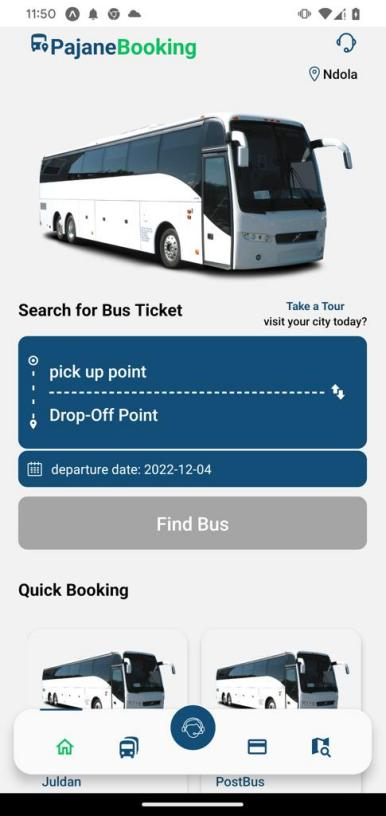 11:50
PajaneBooking
Ndola
Search for Bus Ticket
Take a Tour
visit your city today?
pick up point
Drop-Off Point
departure date: 2022-12-04
Find Bus
Quick Booking
Juldan
PostBus